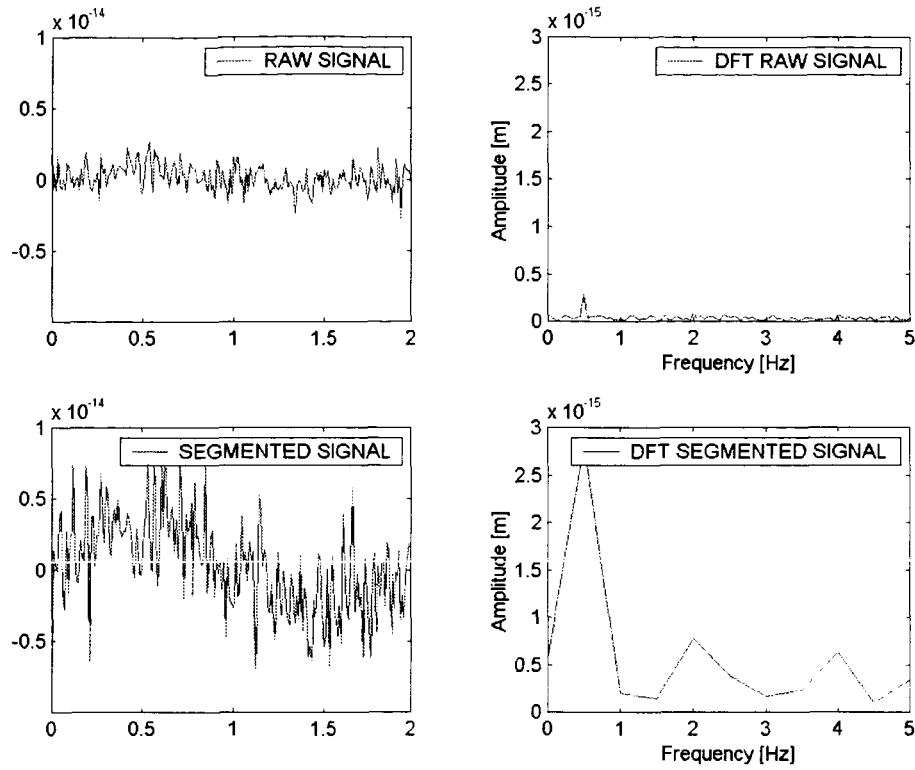 x 10^-14
1
0.5
0
-0.5
0 0.5 1 1.5 2
RAW SIGNAL
x 10^-15
3
2.5
2
1.5
1
0.5
0
0 1 2 3 4 5
DFT RAW SIGNAL
Amplitude [m]
Frequency [Hz]
x 10^-14
1
0.5
0
-0.5
0 0.5 1 1.5 2
SEGMENTED SIGNAL
x 10^-15
3
2.5
2
1.5
1
0.5
0
0 1 2 3 4 5
DFT SEGMENTED SIGNAL
Amplitude [m]
Frequency [Hz]